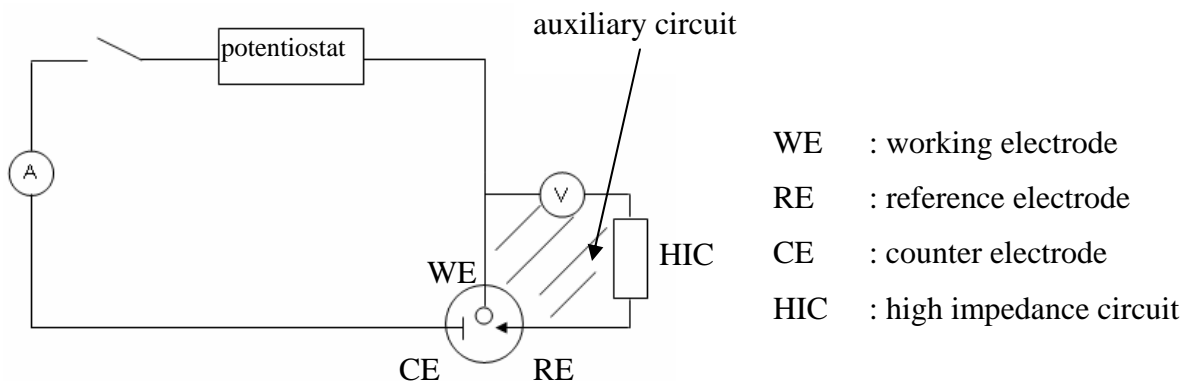 auxiliary circuit
potentiostat
A
V
WE
HIC
CE
RE
WE : working electrode
RE : reference electrode
CE : counter electrode
HIC : high impedance circuit